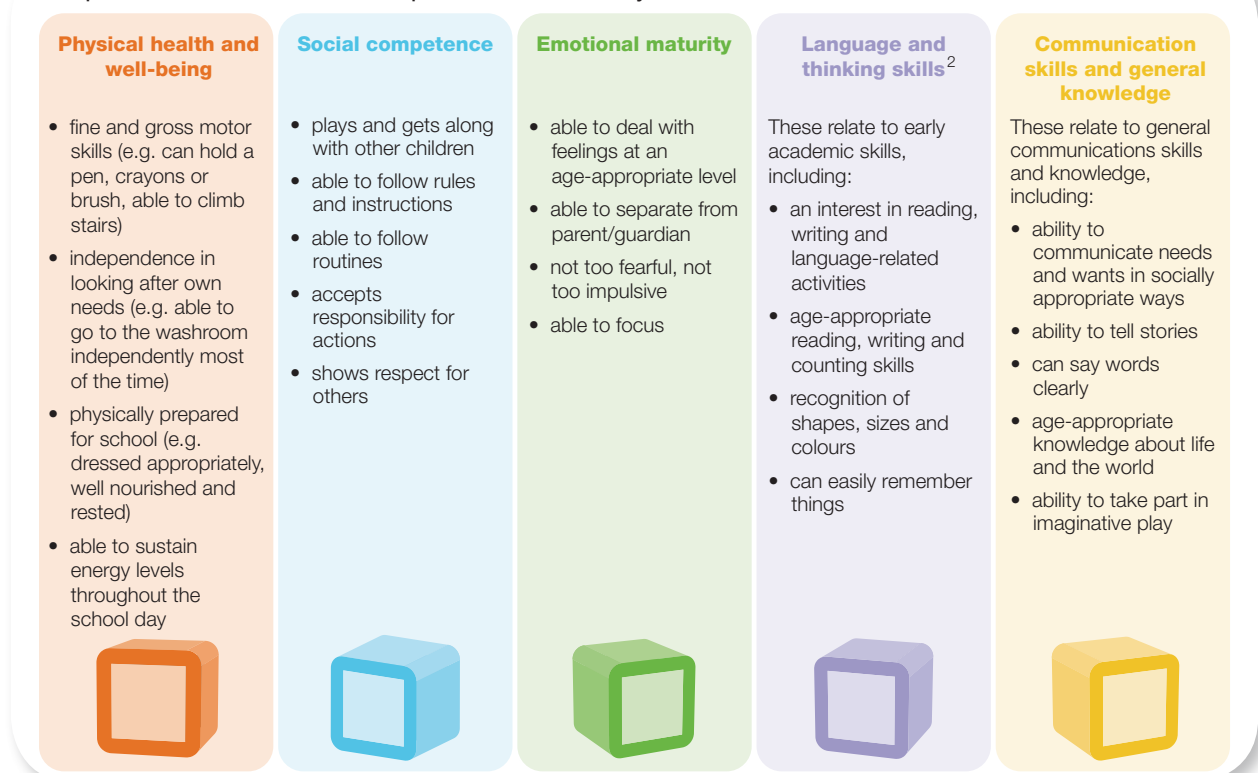 Physical health and
well-being
• fine and gross motor
skills (e.g. can hold a
pen, crayons or
brush, able to climb
stairs)
• independence in
looking after own
needs (e.g. able to
go to the washroom
independently most
of the time)
• physically prepared
for school (e.g.
dressed appropriately,
well nourished and
rested)
• able to sustain
energy levels
throughout the
school day
Social competence
• plays and gets along
with other children
• able to follow rules
and instructions
• able to follow
routines
• accepts
responsibility for
actions
• shows respect for
others
Emotional maturity
• able to deal with
feelings at an
age-appropriate level
• able to separate from
parent/guardian
• not too fearful, not
too impulsive
• able to focus
Language and
thinking skills2
These relate to early
academic skills,
including:
• an interest in reading,
writing and
language-related
activities
• age-appropriate
reading, writing and
counting skills
• recognition of
shapes, sizes and
colours
• can easily remember
things
Communication
skills and general
knowledge
These relate to general
communications skills
and knowledge,
including:
• ability to
communicate needs
and wants in socially
appropriate ways
• ability to tell stories
• can say words
clearly
• age-appropriate
knowledge about life
and the world
• ability to take part in
imaginative play